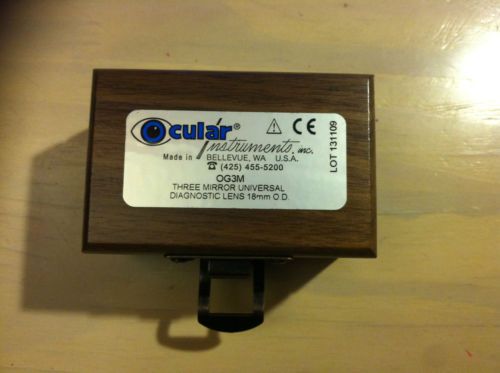 Ocular®
Instruments, inc.
Made in BELLEVUE, WA U.S.A.
☎ (425) 455-5200
OG3M
THREE MIRROR UNIVERSAL
DIAGNOSTIC LENS 18mm O.D.
CE
LOT 131109